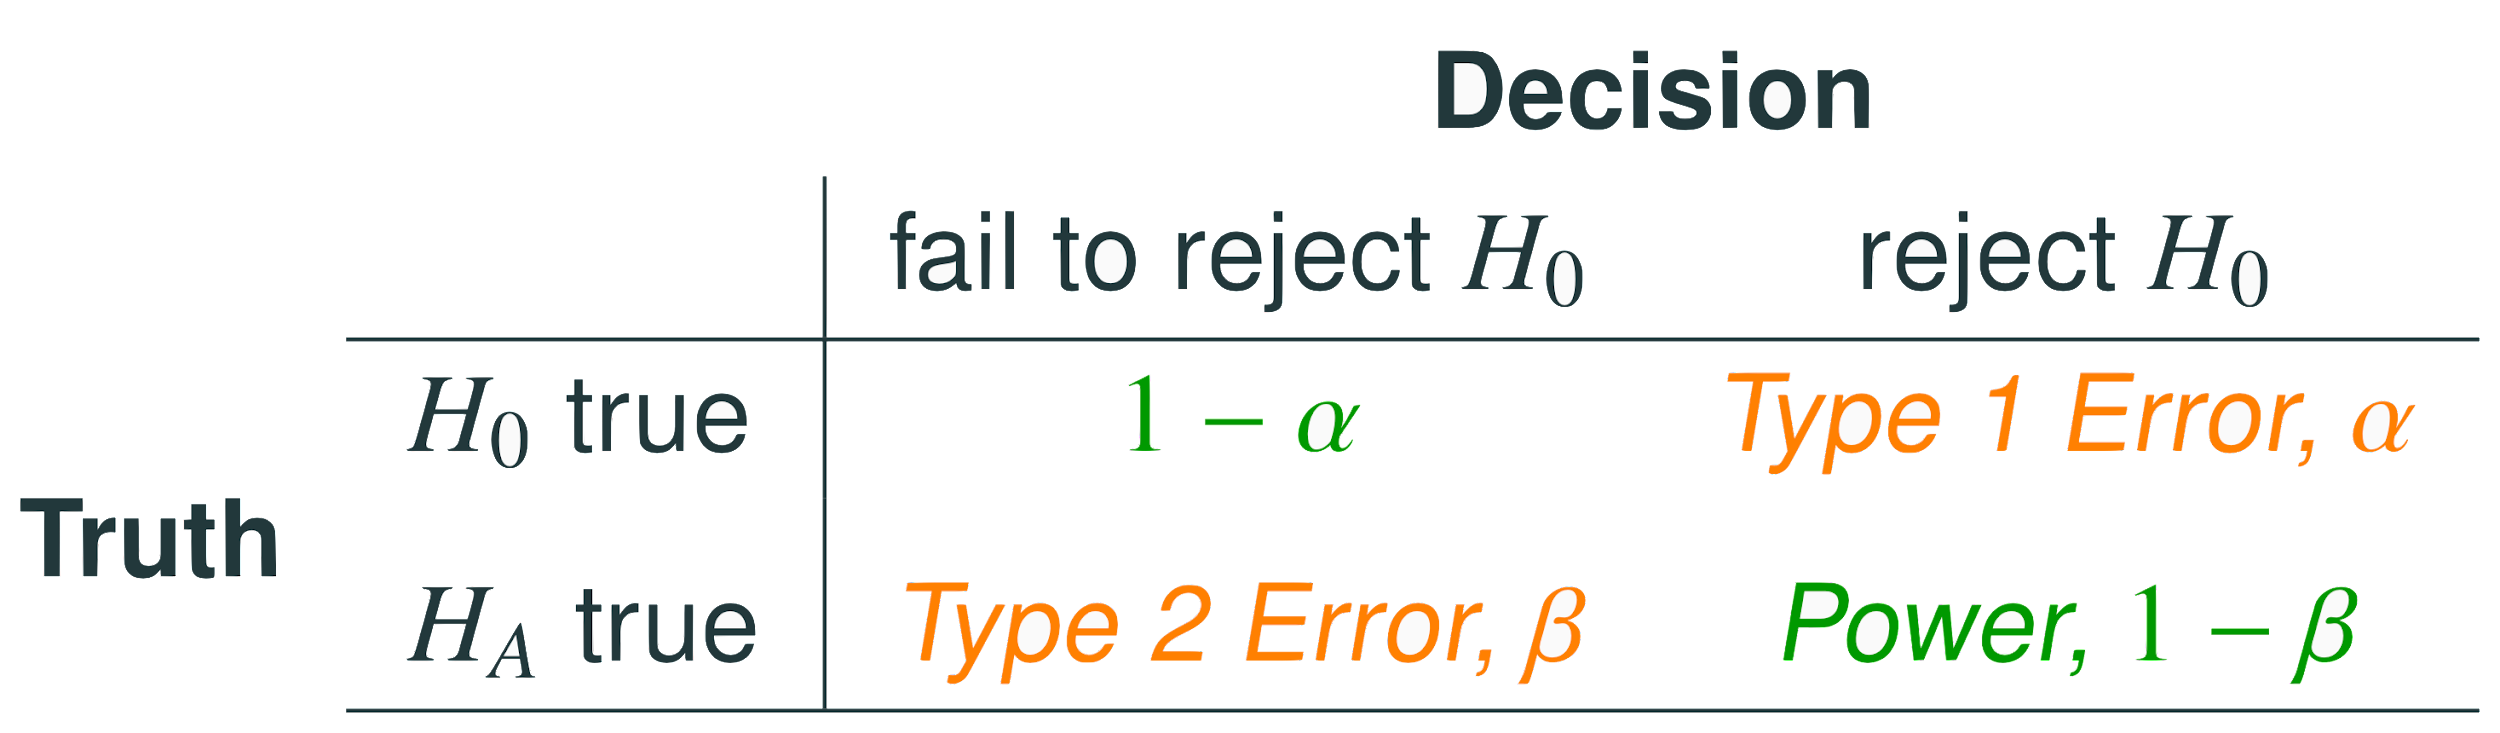 Decision
fail to reject H₀ reject H₀
H₀ true 1 − α Type 1 Error, α
Truth
H_A true Type 2 Error, β Power, 1 − β